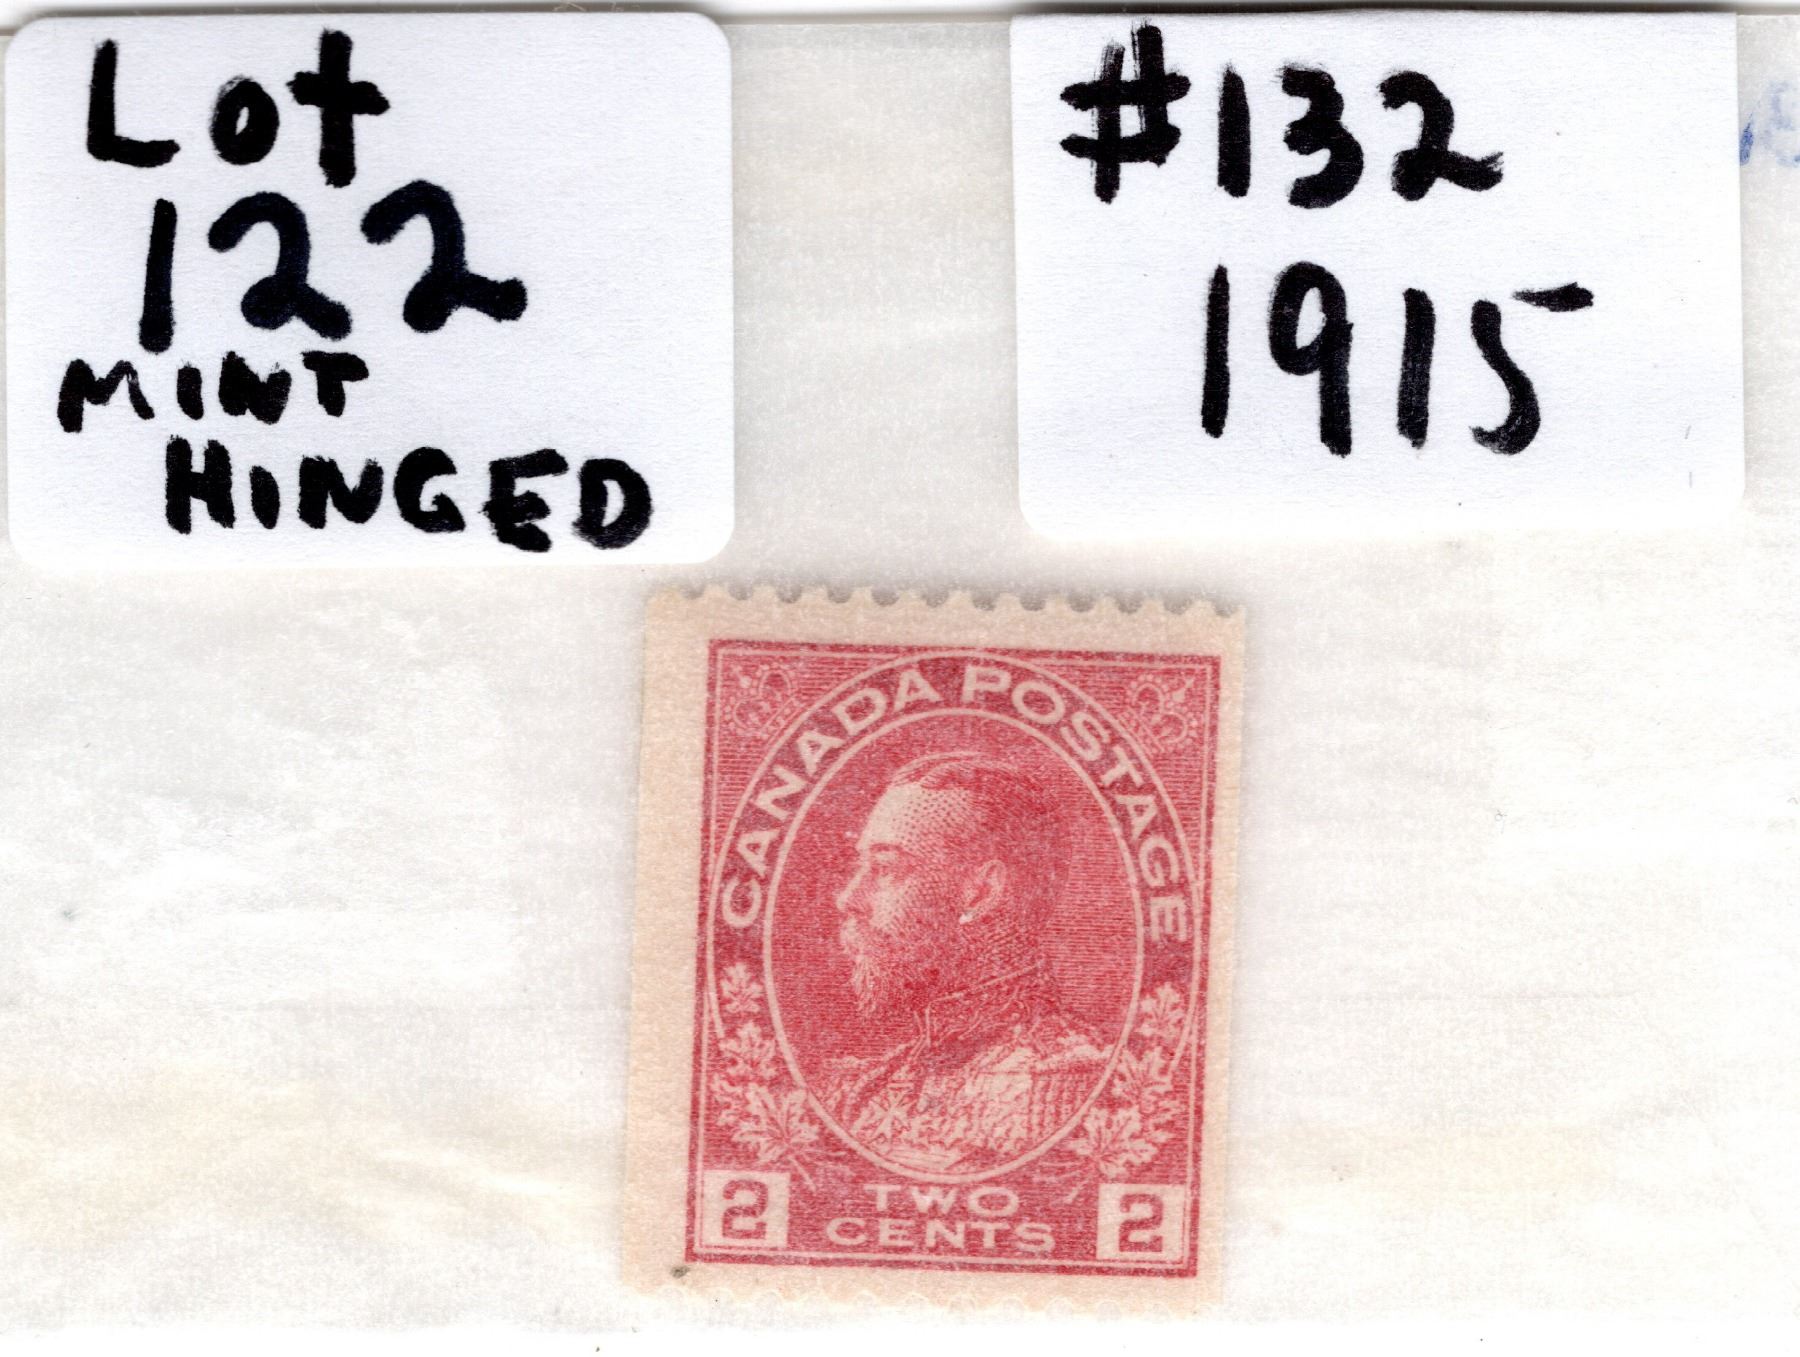 Lot
122
MINT
HINGED
#132
1915
CANADA POSTAGE
2
TWO
CENTS
2